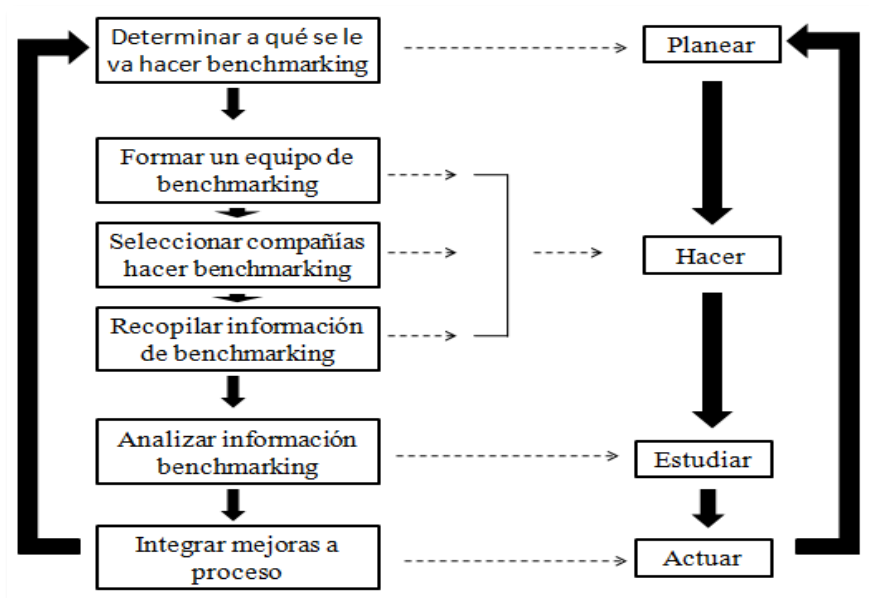 Determinar a qué se le
va hacer benchmarking
Planear
Formar un equipo de
benchmarking
Seleccionar compañías
hacer benchmarking
Hacer
Recopilar información
de benchmarking
Analizar información
benchmarking
Estudiar
Integrar mejoras a
proceso
Actuar